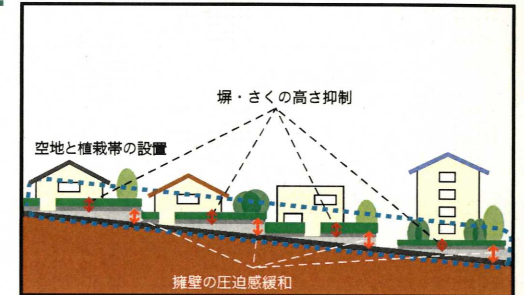 塀・さくの高さ抑制
空地と植栽帯の設置
擁壁の圧迫感緩和